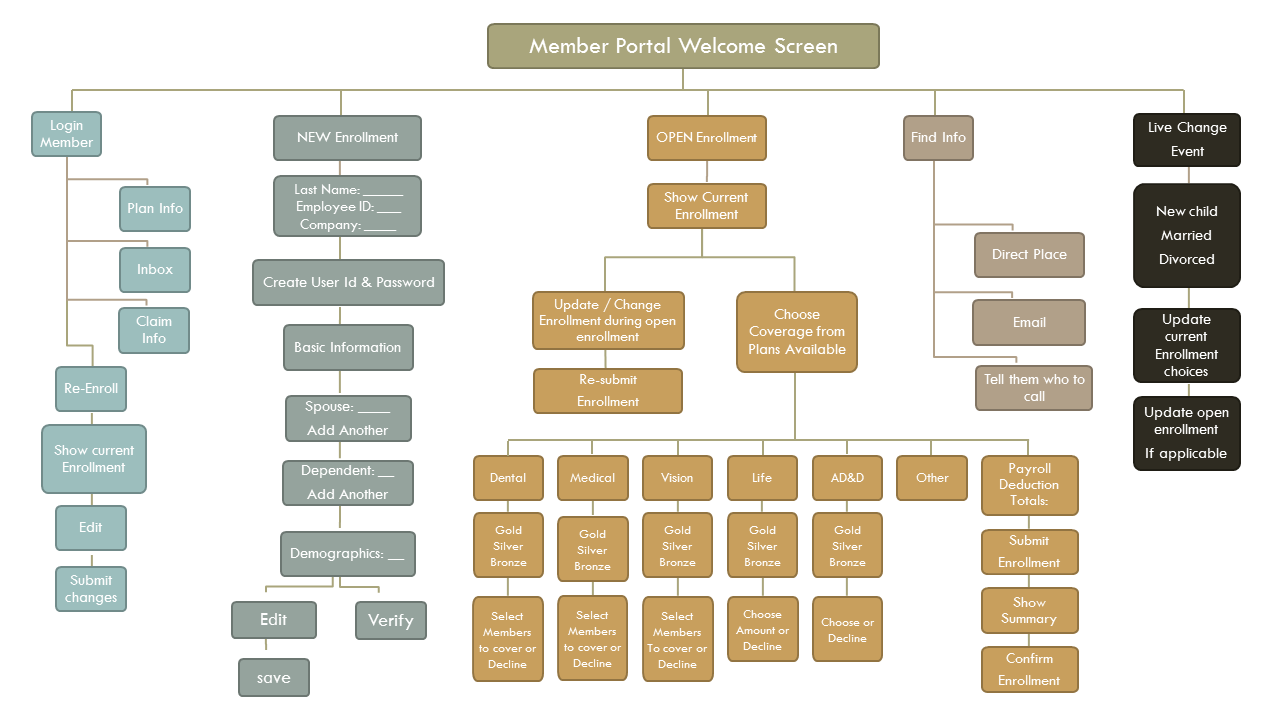 Member Portal Welcome Screen
Login
Member
Plan Info
Inbox
Claim
Info
Re-Enroll
Show current
Enrollment
Edit
Submit
changes
NEW Enrollment
Last Name: ______
Employee ID: ____
Company: _____
Create User Id & Password
Basic Information
Spouse: _____
Add Another
Dependent: __
Add Another
Demographics: __
Edit
Verify
save
OPEN Enrollment
Show Current
Enrollment
Update / Change
Enrollment during open
enrollment
Re-submit
Enrollment
Choose
Coverage from
Plans Available
Dental
Gold
Silver
Bronze
Select
Members
to cover or
Decline
Medical
Gold
Silver
Bronze
Select
Members
to cover or
Decline
Vision
Gold
Silver
Bronze
Select
Members
To cover or
Decline
Life
Gold
Silver
Bronze
Choose
Amount or
Decline
AD&D
Gold
Silver
Bronze
Choose or
Decline
Other
Payroll
Deduction
Totals:
Submit
Enrollment
Show
Summary
Confirm
Enrollment
Find Info
Direct Place
Email
Tell them who to
call
Live Change
Event
New child
Married
Divorced
Update
current
Enrollment
choices
Update open
enrollment
If applicable